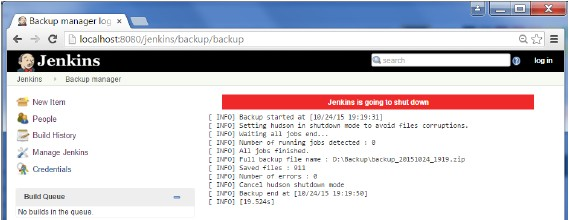 Backup manager log
localhost:8080/jenkins/backup/backup
Jenkins
search
log in
Jenkins
Backup manager
New Item
People
Build History
Manage Jenkins
Credentials
Build Queue
No builds in the queue.
Jenkins is going to shut down
[ INFO] Backup started at [10/24/15 19:19:31]
[ INFO] Setting hudson in shutdown mode to avoid files corruptions.
[ INFO] Waiting all jobs end...
[ INFO] Number of running jobs detected : 0
[ INFO] All jobs finished.
[ INFO] Full backup file name : D:\Backup\backup_20151024_1919.zip
[ INFO] Saved files : 911
[ INFO] Number of errors : 0
[ INFO] Cancel hudson shutdown mode
[ INFO] Backup end at [10/24/15 19:19:50]
[ INFO] [19.524s]